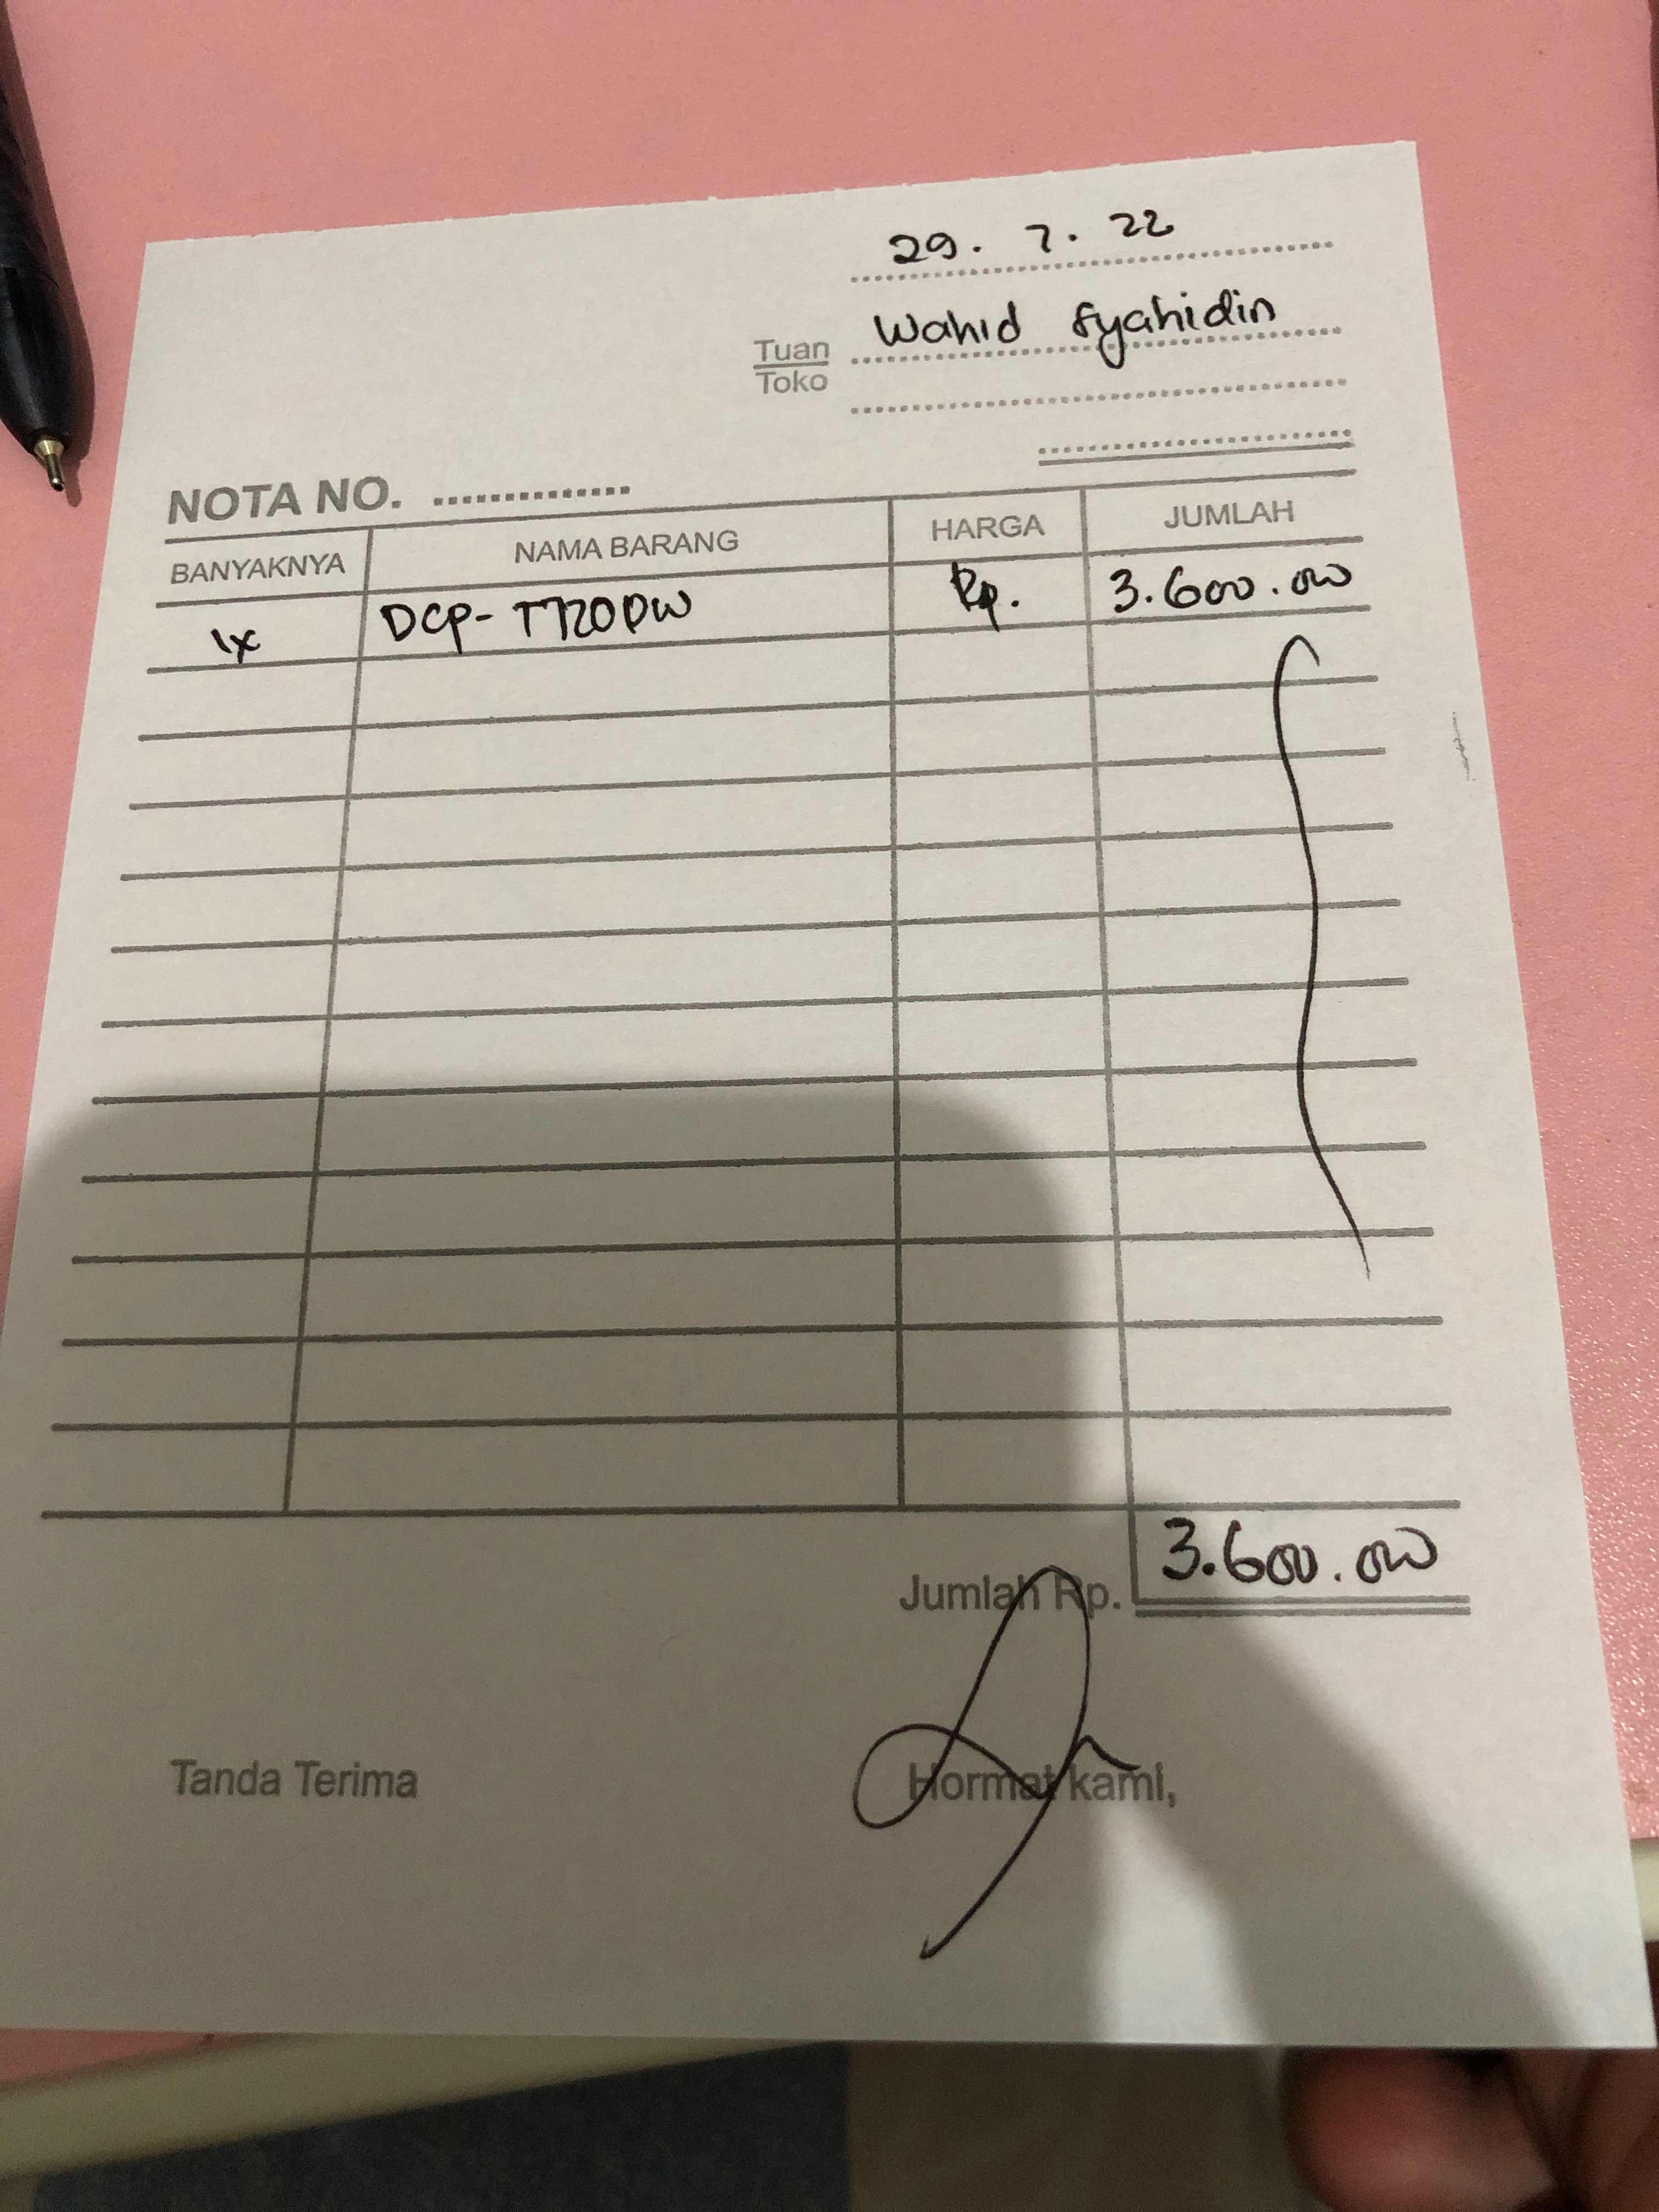 29. 7. 22
Tuan Wahid Syahidin
Toko
NOTA NO. ...............
BANYAKNYA NAMA BARANG HARGA JUMLAH
1x DCP-T720DW Rp. 3.600.000
Jumlah Rp. 3.600.000
Tanda Terima Hormat kami,